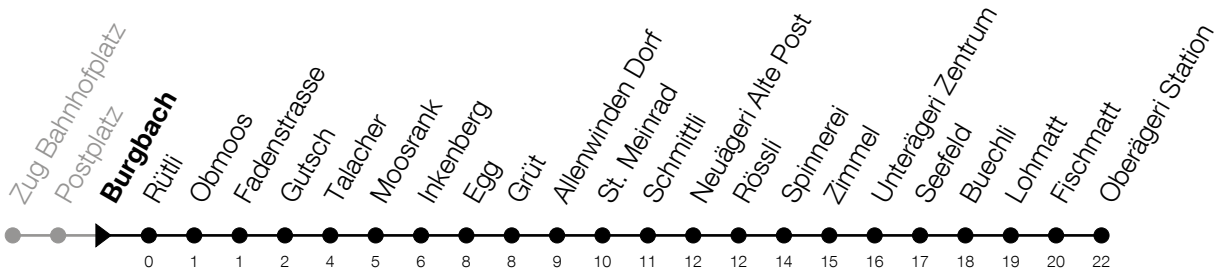 Zug Bahnhofplatz
Postplatz
Burgbach
Rütli
Obmoos
Fadenstrasse
Gutsch
Talacher
Moosrank
Inkenberg
Egg
Grüt
Allenwinden Dorf
St. Meinrad
Schmittli
Neuägeri Alte Post
Rössli
Spinnerei
Zimmel
Unterägeri Zentrum
Seefeld
Buechli
Lohmatt
Fischmatt
Oberägeri Station
0 1 1 2 4 5 6 8 8 9 10 11 12 12 14 15 16 17 18 19 20 22